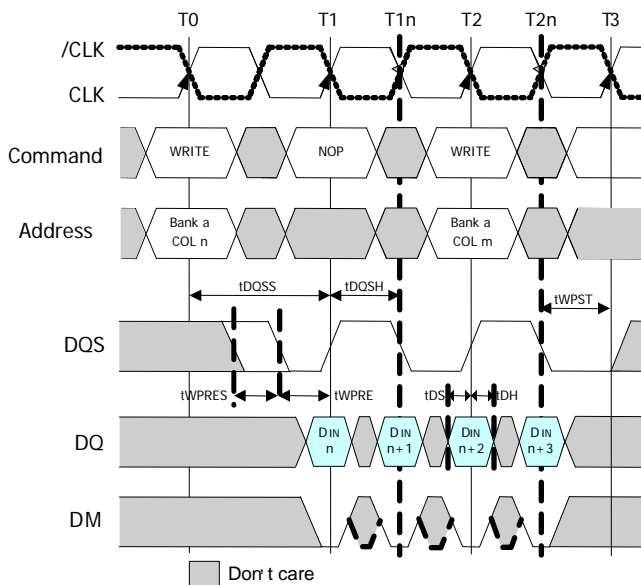 T0 T1 T1n T2 T2n T3
/CLK
CLK
Command WRITE NOP WRITE
Address Bank a COL n Bank a COL m
tDQSS tDQSH tWPST
DQS
tWPRES tWPRE tDS tDH
DQ DIN n DIN n+1 DIN n+2 DIN n+3
DM
Don't care